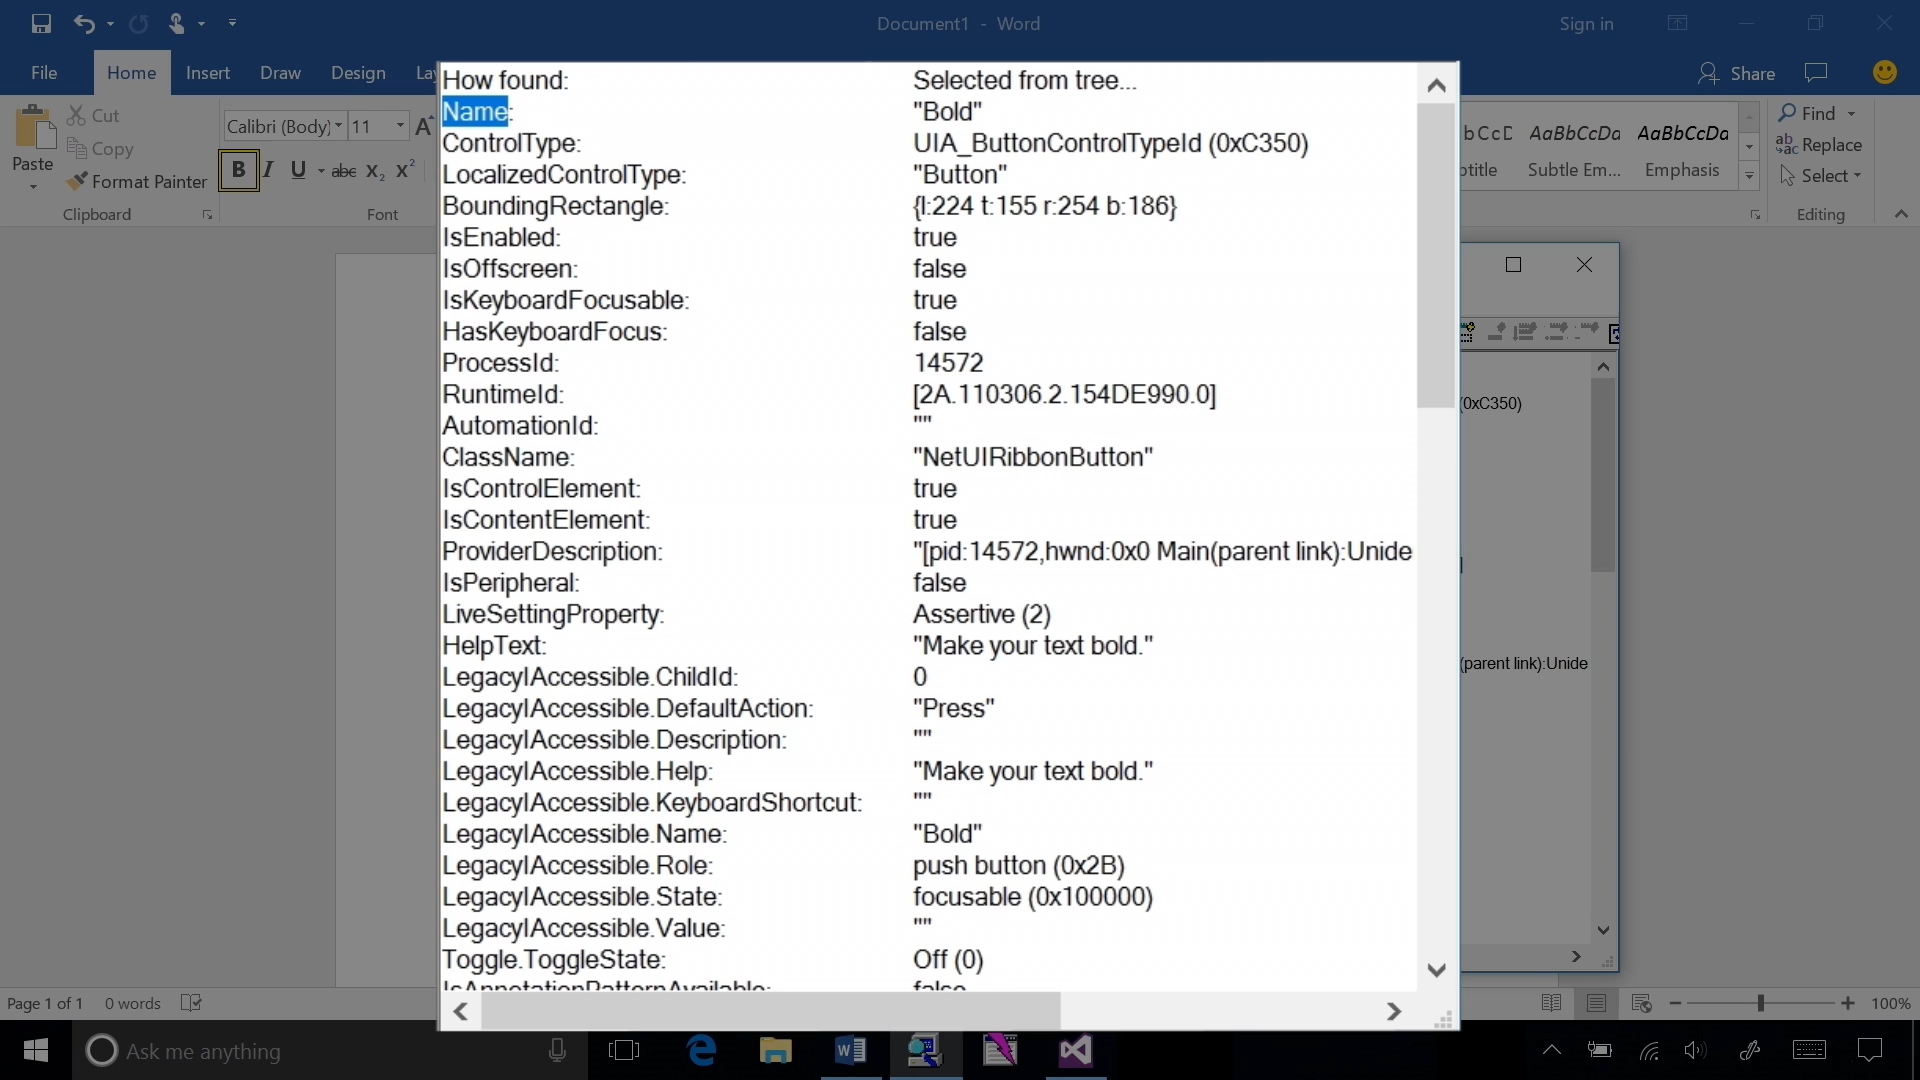 Document1 - Word
Sign in
File
Home
Insert
Draw
Design
Share
Cut
Copy
Paste
Format Painter
Clipboard
Calibri (Body)
11
A
B I U abc X₂ X²
Font
AaBbCcDd
AaBbCcDd
Subtle Em...
Emphasis
Find
Replace
Select
Editing
How found: Selected from tree...
Name: "Bold"
ControlType: UIA_ButtonControlTypeId (0xC350)
LocalizedControlType: "Button"
BoundingRectangle: {l:224 t:155 r:254 b:186}
IsEnabled: true
IsOffscreen: false
IsKeyboardFocusable: true
HasKeyboardFocus: false
ProcessId: 14572
RuntimeId: [2A.110306.2.154DE990.0]
AutomationId: ""
ClassName: "NetUIRibbonButton"
IsControlElement: true
IsContentElement: true
ProviderDescription: "[pid:14572,hwnd:0x0 Main(parent link):Unide
IsPeripheral: false
LiveSettingProperty: Assertive (2)
HelpText: "Make your text bold."
LegacyIAccessible.ChildId: 0
LegacyIAccessible.DefaultAction: "Press"
LegacyIAccessible.Description: ""
LegacyIAccessible.Help: "Make your text bold."
LegacyIAccessible.KeyboardShortcut: ""
LegacyIAccessible.Name: "Bold"
LegacyIAccessible.Role: push button (0x2B)
LegacyIAccessible.State: focusable (0x100000)
LegacyIAccessible.Value: ""
Toggle.ToggleState: Off (0)
IsAnnotationPatternAvailable: false
(0xC350)
(parent link):Unide
Page 1 of 1
0 words
100%
Ask me anything